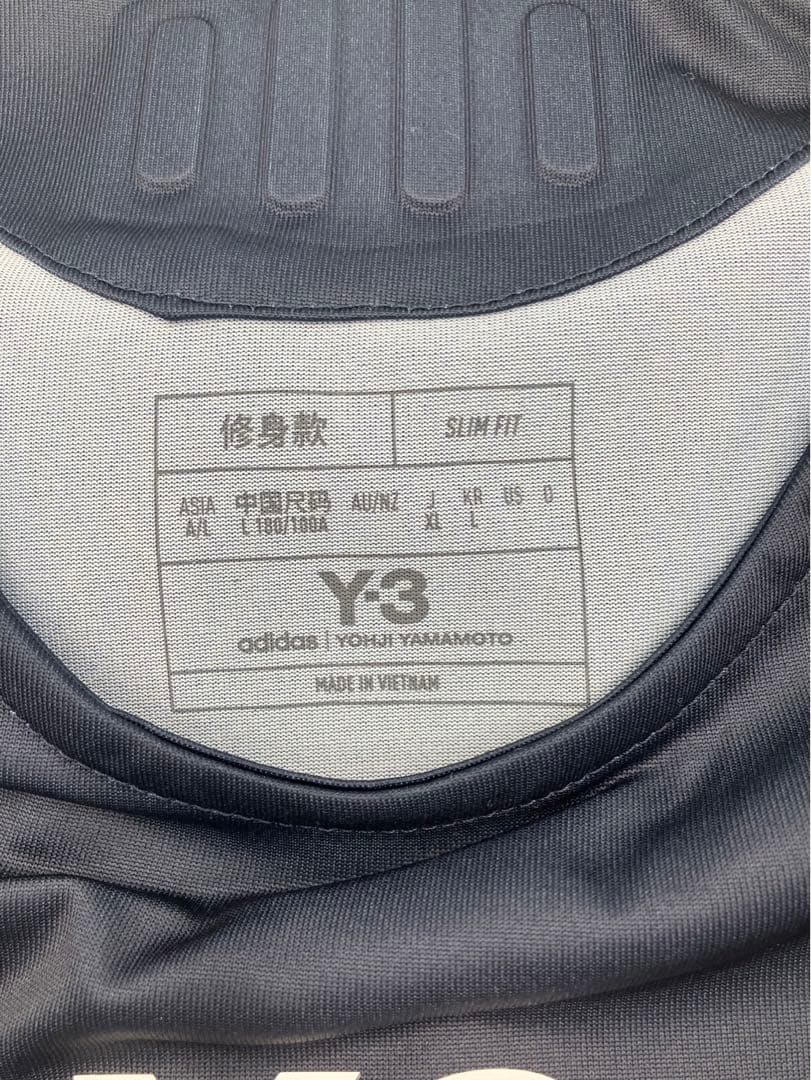 修身款 SLIM FIT
ASIA 中国尺码 AU/NZ J KR US D
A/L L 180/100A XL L
Y-3
adidas | YOHJI YAMAMOTO
MADE IN VIETNAM